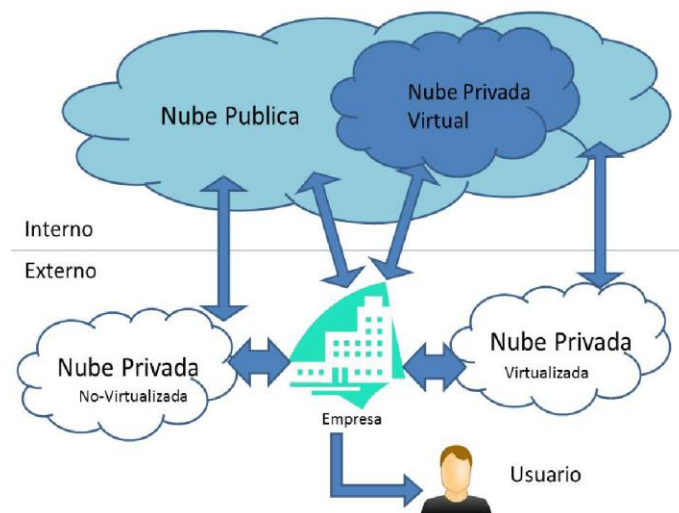 Nube Publica
Nube Privada
Virtual
Interno
Externo
Nube Privada
No-Virtualizada
Nube Privada
Virtualizada
Empresa
Usuario